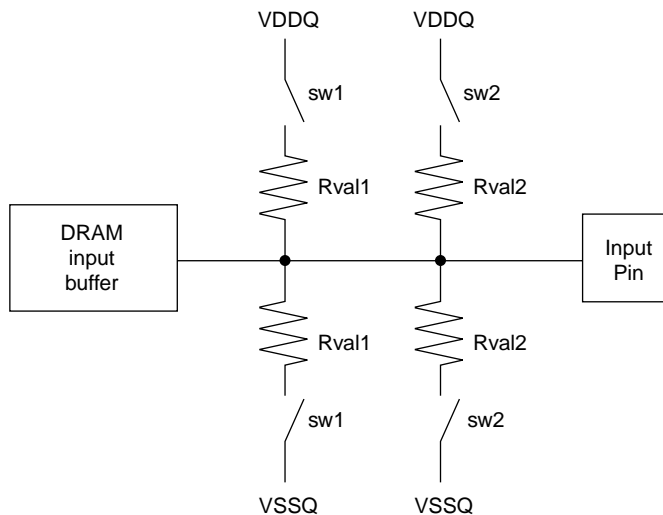 VDDQ
VDDQ
sw1
sw2
Rval1
Rval2
DRAM
input
buffer
Input
Pin
Rval1
Rval2
sw1
sw2
VSSQ
VSSQ